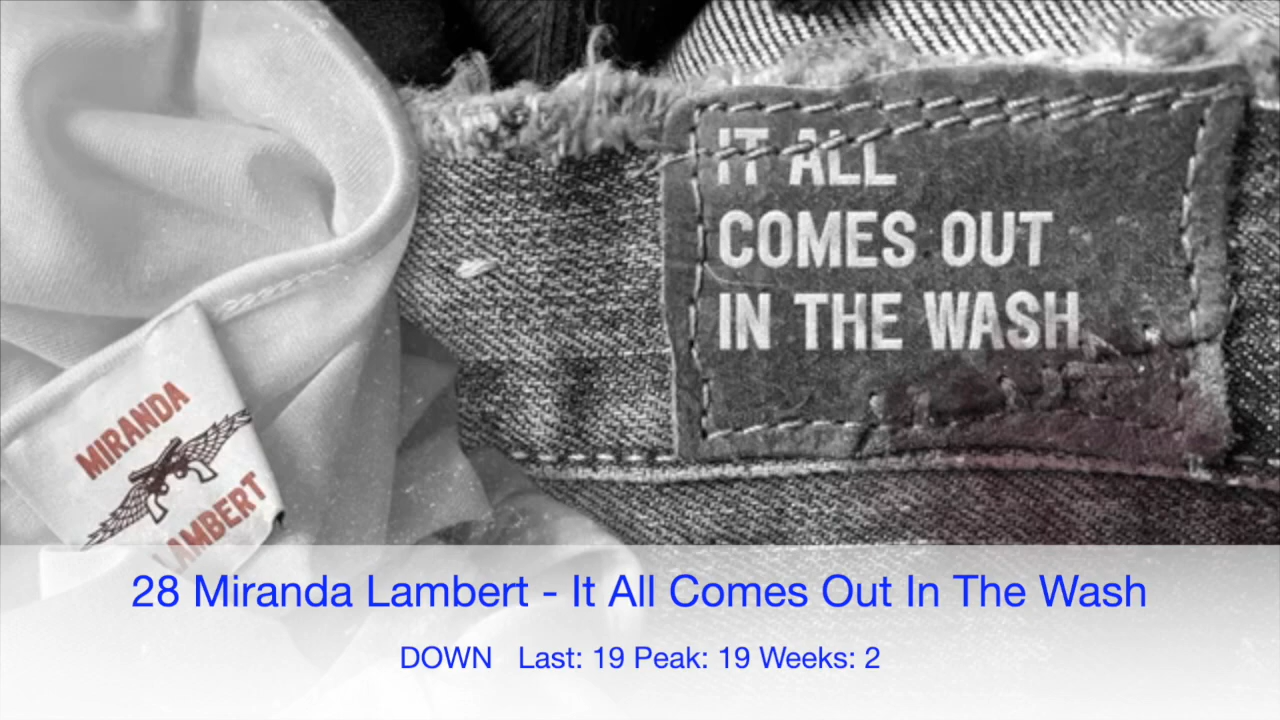 IT ALL
COMES OUT
IN THE WASH
MIRANDA
LAMBERT
28 Miranda Lambert - It All Comes Out In The Wash
DOWN   Last: 19 Peak: 19 Weeks: 2